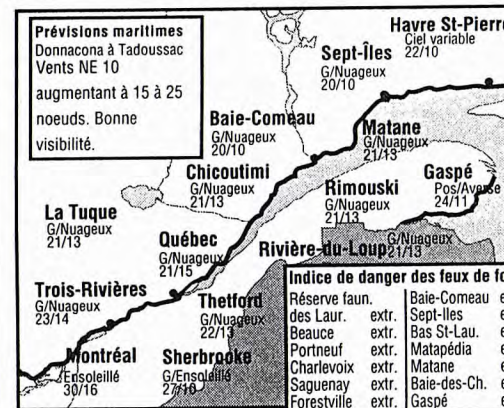 Prévisions maritimes
Donnacona à Tadoussac
Vents NE 10
augmentant à 15 à 25
noeuds. Bonne
visibilité.
Havre St-Pierre
Ciel variable
22/10
Sept-Îles
G/Nuageux
20/10
Baie-Comeau
G/Nuageux
20/10
Matane
G/Nuageux
21/13
Chicoutimi
G/Nuageux
21/13
Rimouski
G/Nuageux
21/13
Gaspé
Pos/Averse
24/11
La Tuque
G/Nuageux
21/13
Québec
G/Nuageux
21/15
Rivière-du-Loup
G/Nuageux
21/13
Trois-Rivières
G/Nuageux
23/14
Thetford
G/Nuageux
22/13
Montréal
Ensoleillé
30/16
Sherbrooke
G/Ensoleillé
27/10
Indice de danger des feux de fo
Réserve faun.
des Laur. extr.
Beauce extr.
Portneuf extr.
Charlevoix extr.
Saguenay extr.
Forestville extr.
Baie-Comeau e
Sept-Iles e
Bas St-Lau. e
Matapédia e
Matane e
Baie-des-Ch. e
Gaspé e